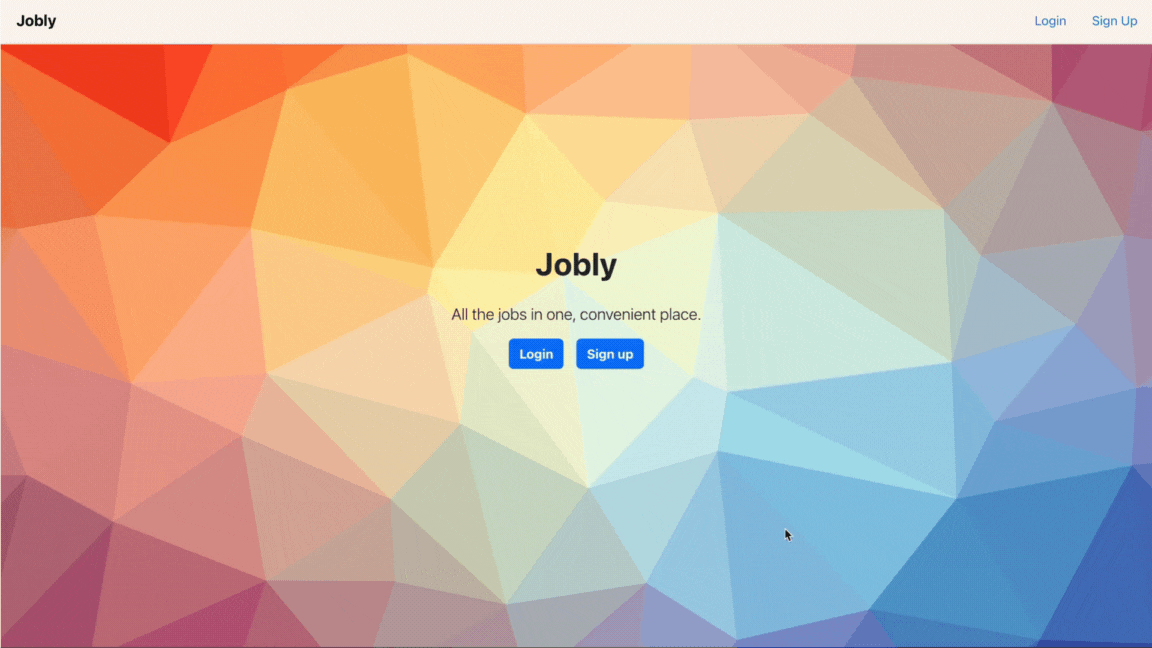 Jobly Login Sign Up
Jobly
All the jobs in one, convenient place.
Login Sign up